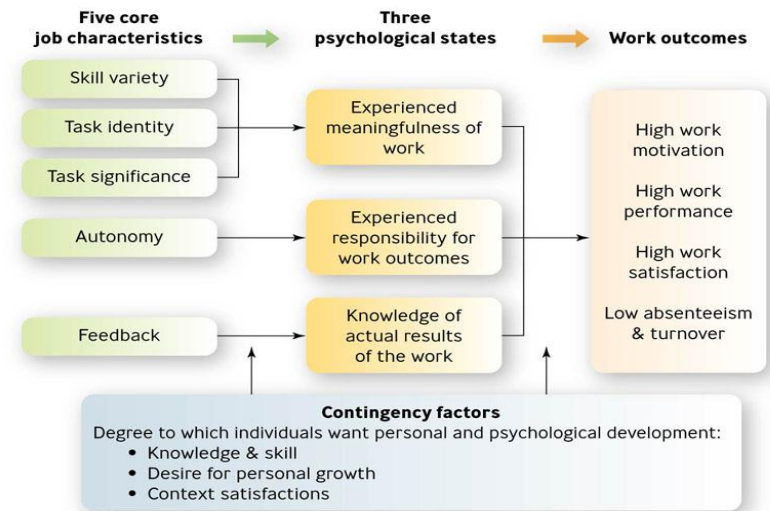 Five core
job characteristics
Three
psychological states
Work outcomes
Skill variety
Task identity
Task significance
Autonomy
Feedback
Experienced
meaningfulness of
work
Experienced
responsibility for
work outcomes
Knowledge of
actual results
of the work
High work
motivation
High work
performance
High work
satisfaction
Low absenteeism
& turnover
Contingency factors
Degree to which individuals want personal and psychological development:
• Knowledge & skill
• Desire for personal growth
• Context satisfactions